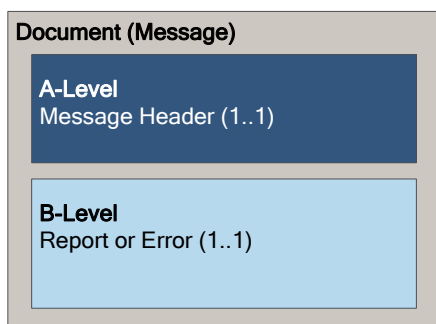 Document (Message)
A-Level
Message Header (1..1)
B-Level
Report or Error (1..1)